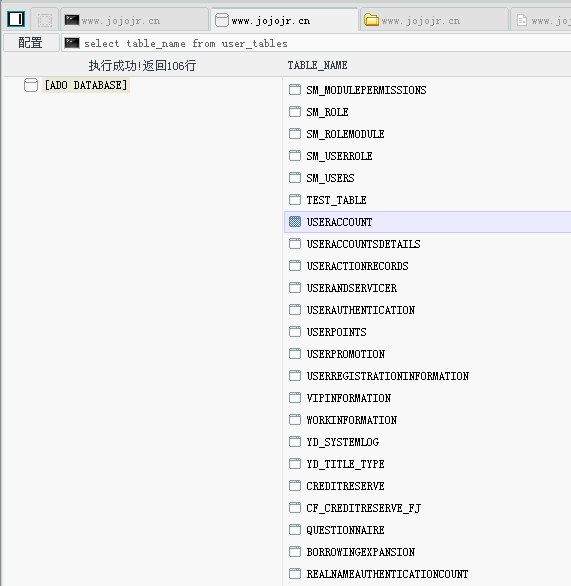 www.jojojr.cn www.jojojr.cn www.jojojr.cn www.joj
配置 select table_name from user_tables
执行成功!返回106行 TABLE_NAME
[ADO DATABASE] SM_MODULEPERMISSIONS
SM_ROLE
SM_ROLEMODULE
SM_USERROLE
SM_USERS
TEST_TABLE
USERACCOUNT
USERACCOUNTSDETAILS
USERACTIONRECORDS
USERANDSERVICER
USERAUTHENTICATION
USERPOINTS
USERPROMOTION
USERREGISTRATIONINFORMATION
VIPINFORMATION
WORKINFORMATION
YD_SYSTEMLOG
YD_TITLE_TYPE
CREDITRESERVE
CF_CREDITRESERVE_FJ
QUESTIONNAIRE
BORROWINGEXPANSION
REALNAMEAUTHENTICATIONCOUNT